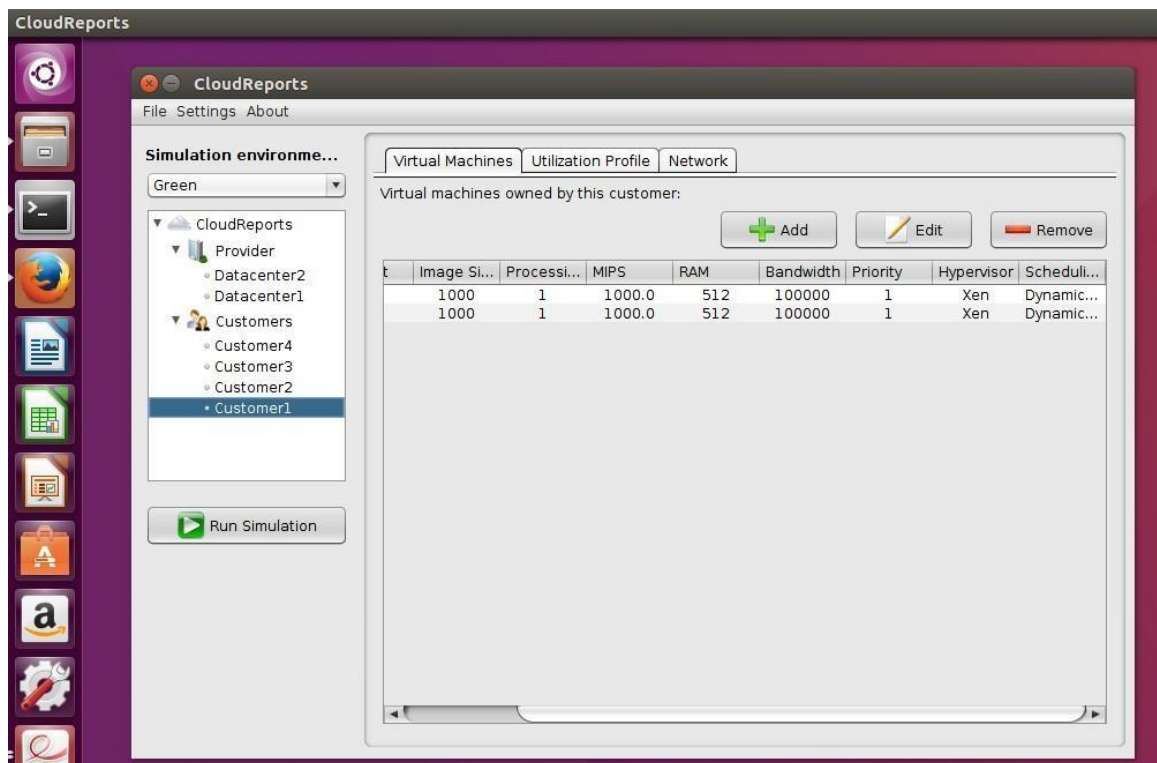 CloudReports
CloudReports
File Settings About
Simulation environme...
Green
CloudReports
Provider
Datacenter2
Datacenter1
Customers
Customer4
Customer3
Customer2
Customer1
Run Simulation
Virtual Machines Utilization Profile Network
Virtual machines owned by this customer:
Add Edit Remove
t Image Si... Processi... MIPS RAM Bandwidth Priority Hypervisor Scheduli...
1000 1 1000.0 512 100000 1 Xen Dynamic...
1000 1 1000.0 512 100000 1 Xen Dynamic...
>_
A
a